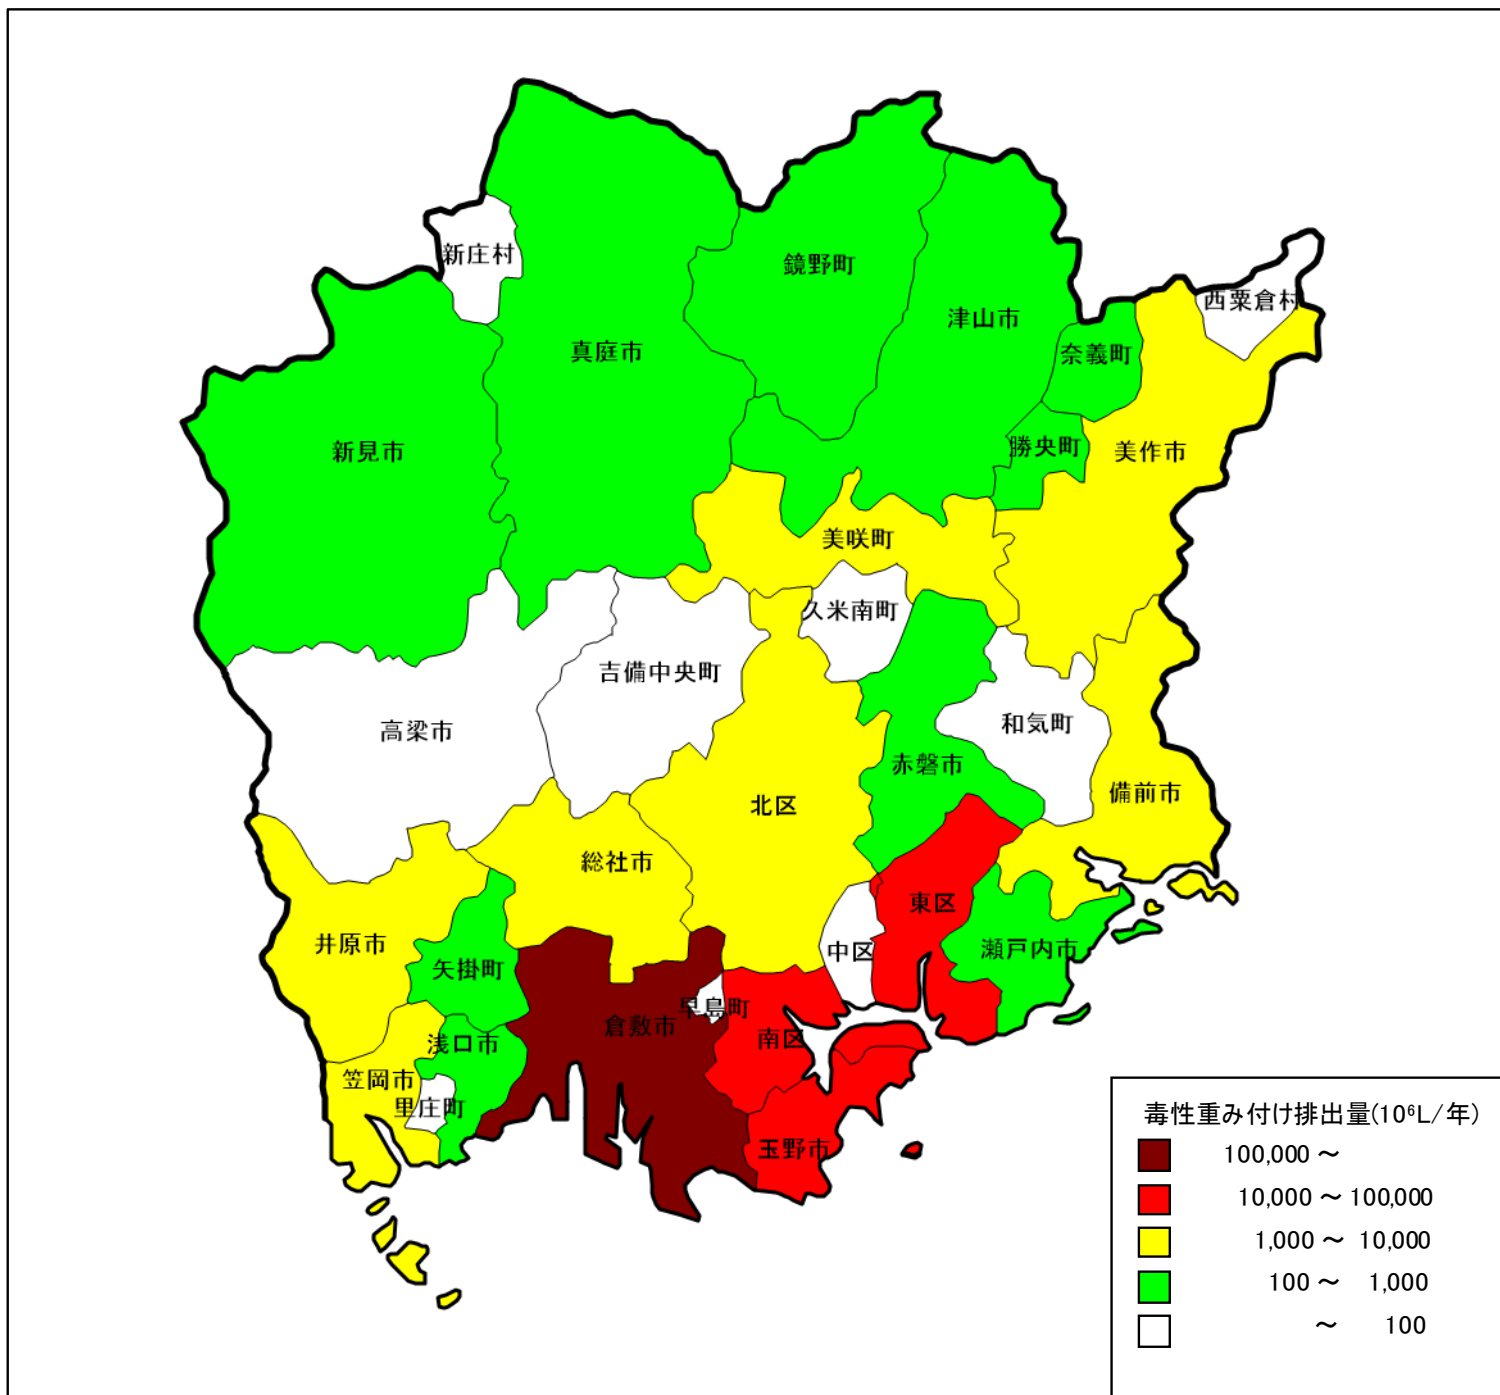 新庄村
鏡野町
西粟倉村
津山市
真庭市
奈義町
新見市
勝央町
美作市
美咲町
久米南町
吉備中央町
高梁市
和気町
赤磐市
備前市
北区
総社市
東区
井原市
中区
瀬戸内市
矢掛町
早島町
倉敷市
南区
浅口市
笠岡市
里庄町
玉野市
毒性重み付け排出量(10⁶L/年)
100,000 ～
10,000 ～ 100,000
1,000 ～ 10,000
100 ～ 1,000
～ 100